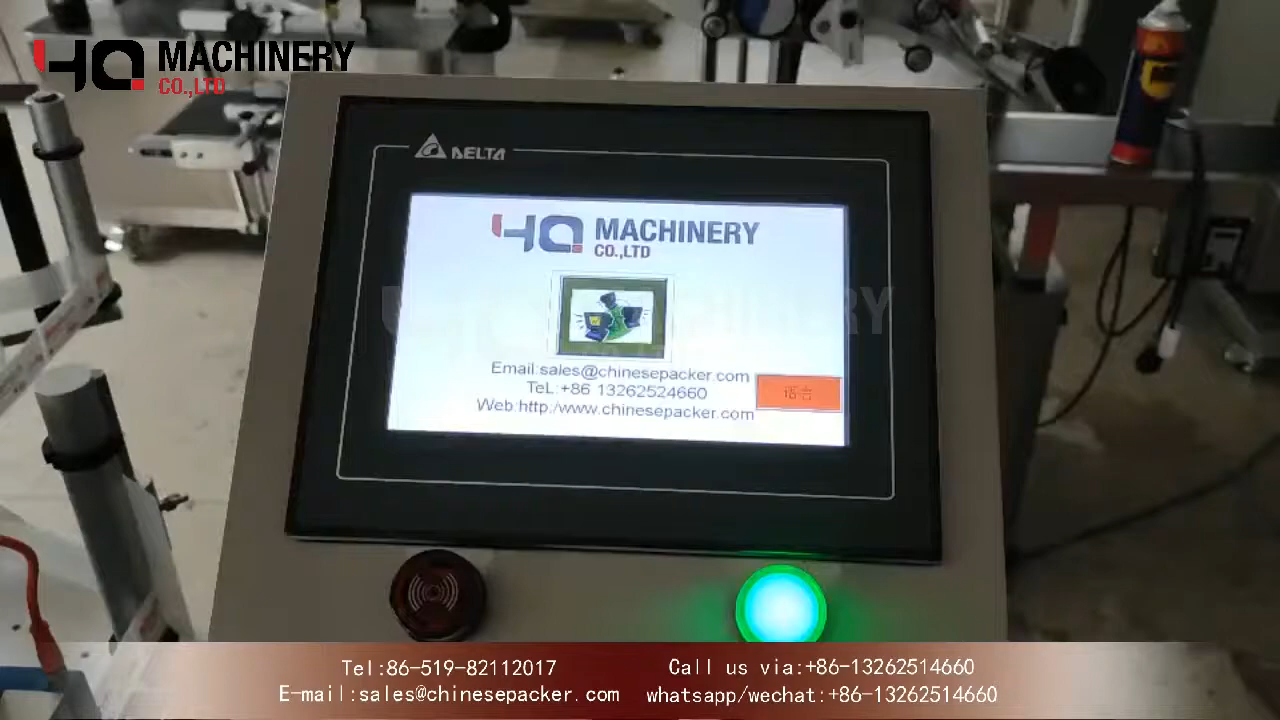 HQ MACHINERY
CO.,LTD
DELTA
HQ MACHINERY
CO.,LTD
MACHINERY
Email:sales@chinesepacker.com
TeL:+86 13262524660
语言
Web:http:/www.chinesepacker.com
Tel:86-519-82112017
Call us via:+86-13262514660
E-mail:sales@chinesepacker.com
whatsapp/wechat:+86-13262514660